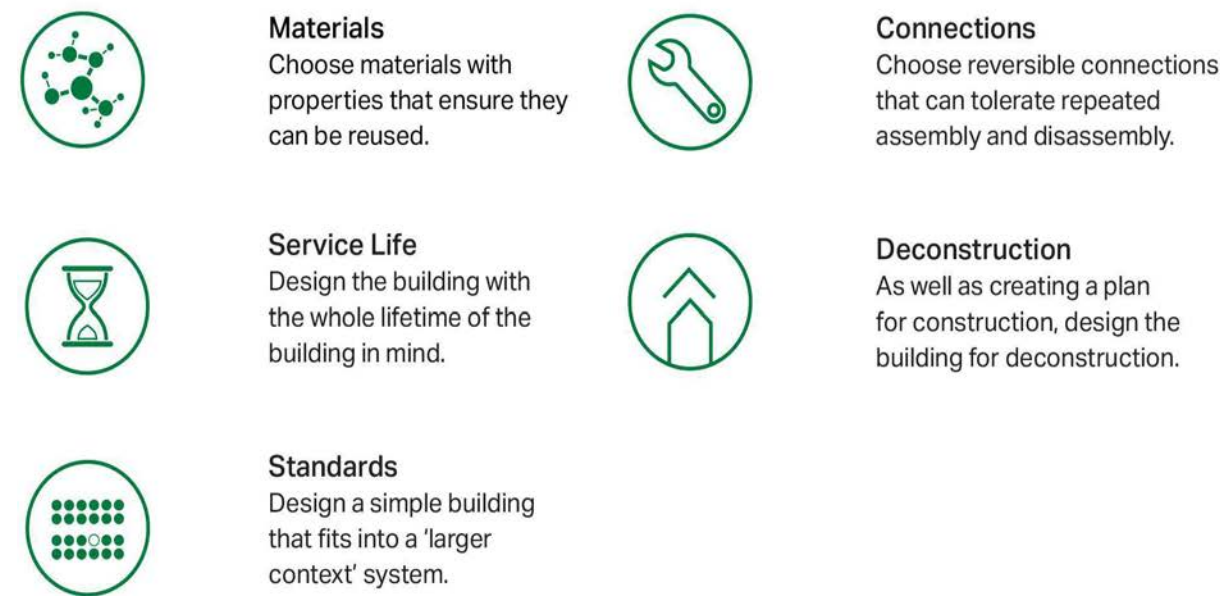 Materials
Choose materials with
properties that ensure they
can be reused.
Connections
Choose reversible connections
that can tolerate repeated
assembly and disassembly.
Service Life
Design the building with
the whole lifetime of the
building in mind.
Deconstruction
As well as creating a plan
for construction, design the
building for deconstruction.
Standards
Design a simple building
that fits into a ‘larger
context’ system.